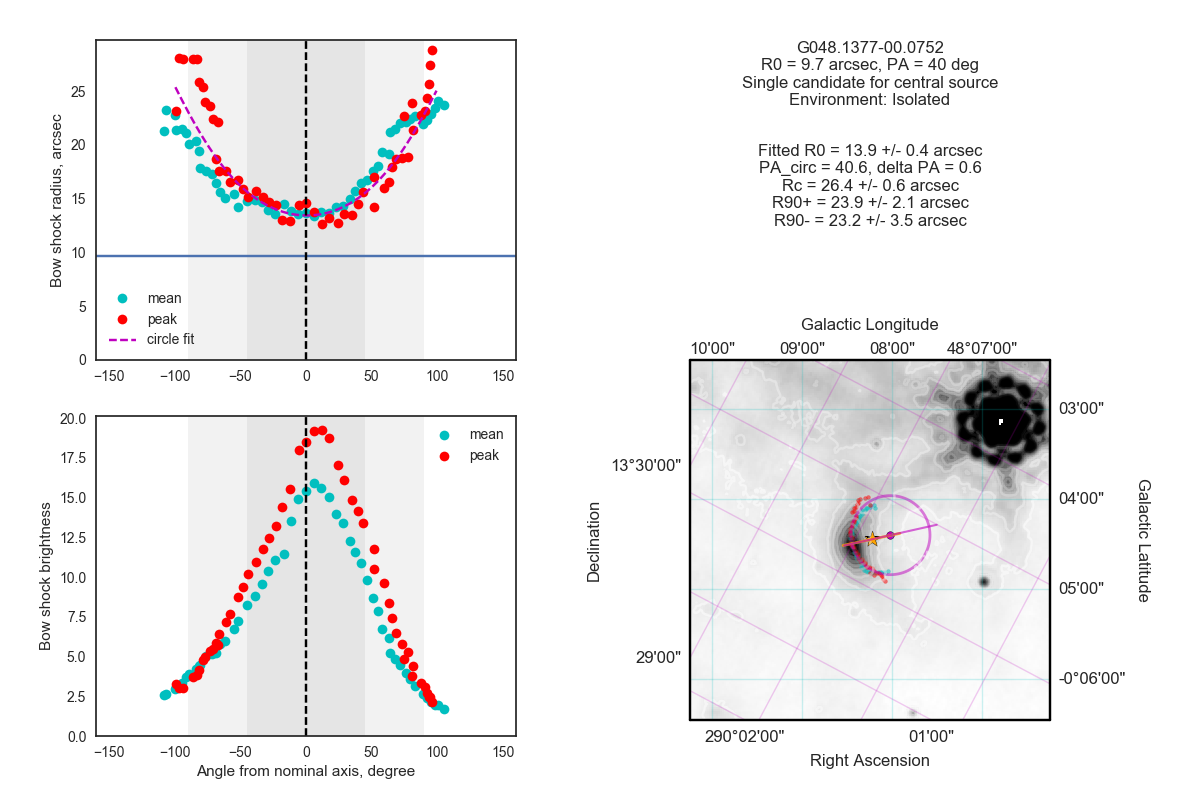 25
20
15
10
5
0
Bow shock radius, arcsec
mean
peak
circle fit
−150 −100 −50 0 50 100 150
20.0
17.5
15.0
12.5
10.0
7.5
5.0
2.5
0.0
Bow shock brightness
mean
peak
−150 −100 −50 0 50 100 150
Angle from nominal axis, degree
G048.1377-00.0752
R0 = 9.7 arcsec, PA = 40 deg
Single candidate for central source
Environment: Isolated
Fitted R0 = 13.9 +/- 0.4 arcsec
PA_circ = 40.6, delta PA = 0.6
Rc = 26.4 +/- 0.6 arcsec
R90+ = 23.9 +/- 2.1 arcsec
R90- = 23.2 +/- 3.5 arcsec
Galactic Longitude
10'00" 09'00" 08'00" 48°07'00"
03'00"
04'00"
05'00"
-0°06'00"
Galactic Latitude
13°30'00"
29'00"
Declination
290°02'00" 01'00"
Right Ascension